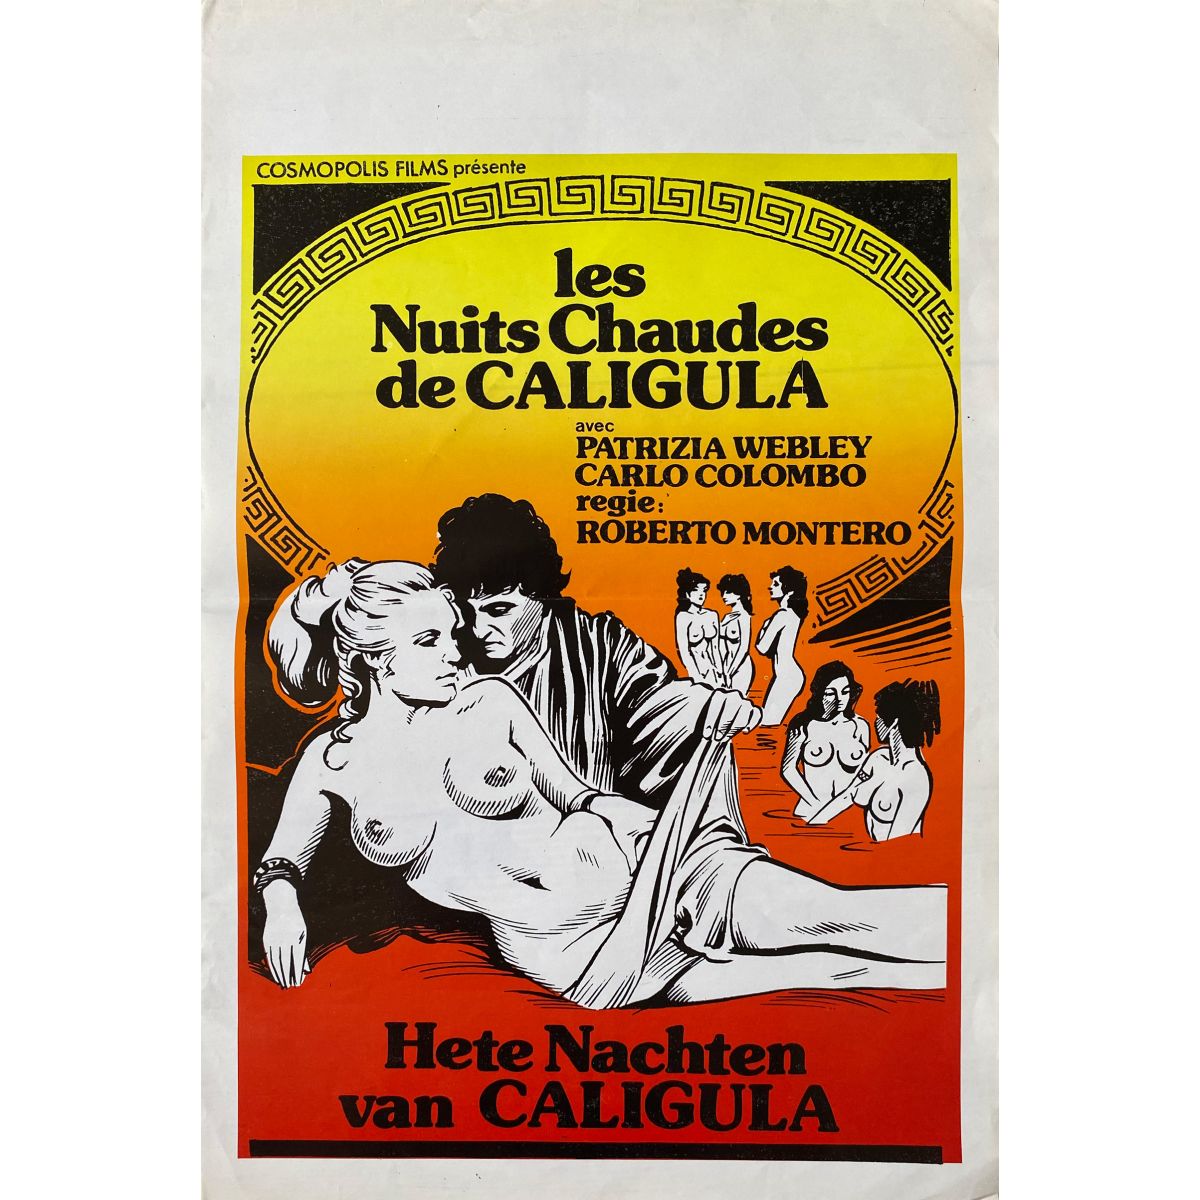 COSMOPOLIS FILMS présente
les
Nuits Chaudes
de CALIGULA
avec
PATRIZIA WEBLEY
CARLO COLOMBO
regie:
ROBERTO MONTERO
Hete Nachten
van CALIGULA